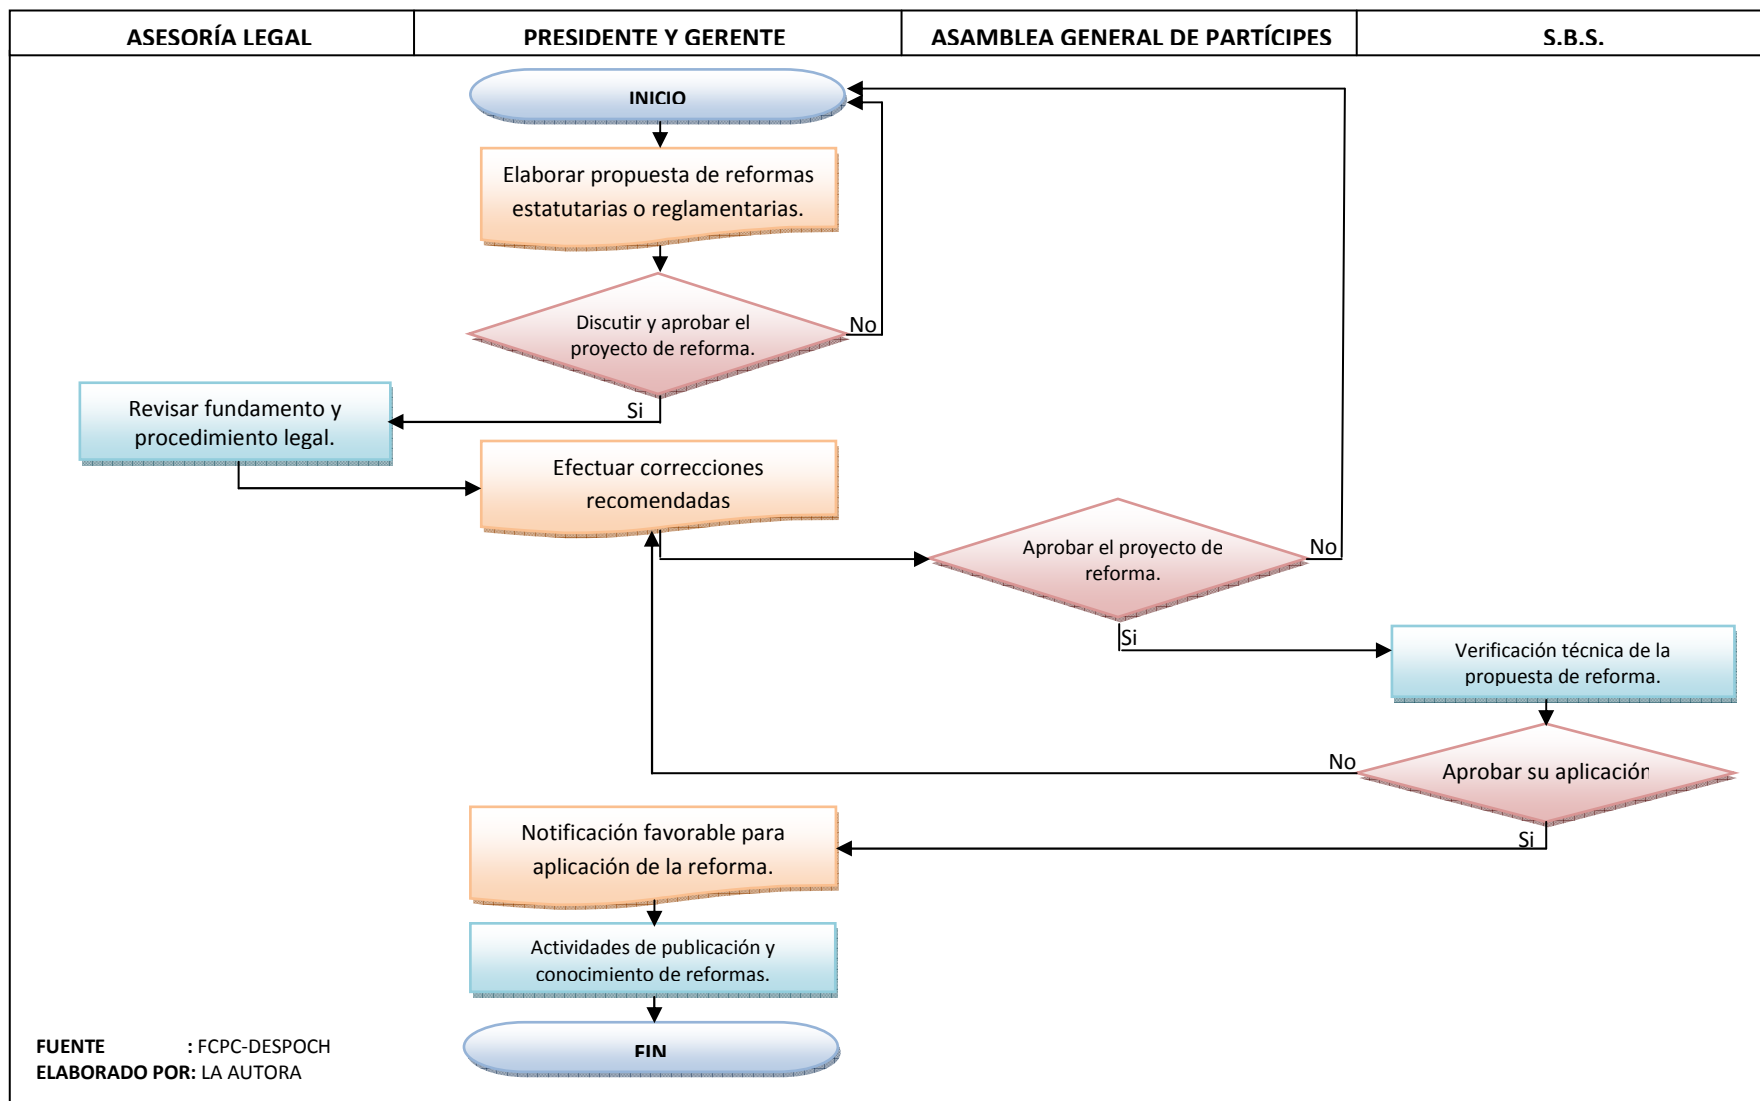 ASESORÍA LEGAL
PRESIDENTE Y GERENTE
ASAMBLEA GENERAL DE PARTÍCIPES
S.B.S.
INICIO
Elaborar propuesta de reformas
estatutarias o reglamentarias.
Discutir y aprobar el
proyecto de reforma.
No
Si
Revisar fundamento y
procedimiento legal.
Efectuar correcciones
recomendadas
Aprobar el proyecto de
reforma.
No
Si
Verificación técnica de la
propuesta de reforma.
Aprobar su aplicación
No
Si
Notificación favorable para
aplicación de la reforma.
Actividades de publicación y
conocimiento de reformas.
FIN
FUENTE : FCPC-DESPOCH
ELABORADO POR: LA AUTORA